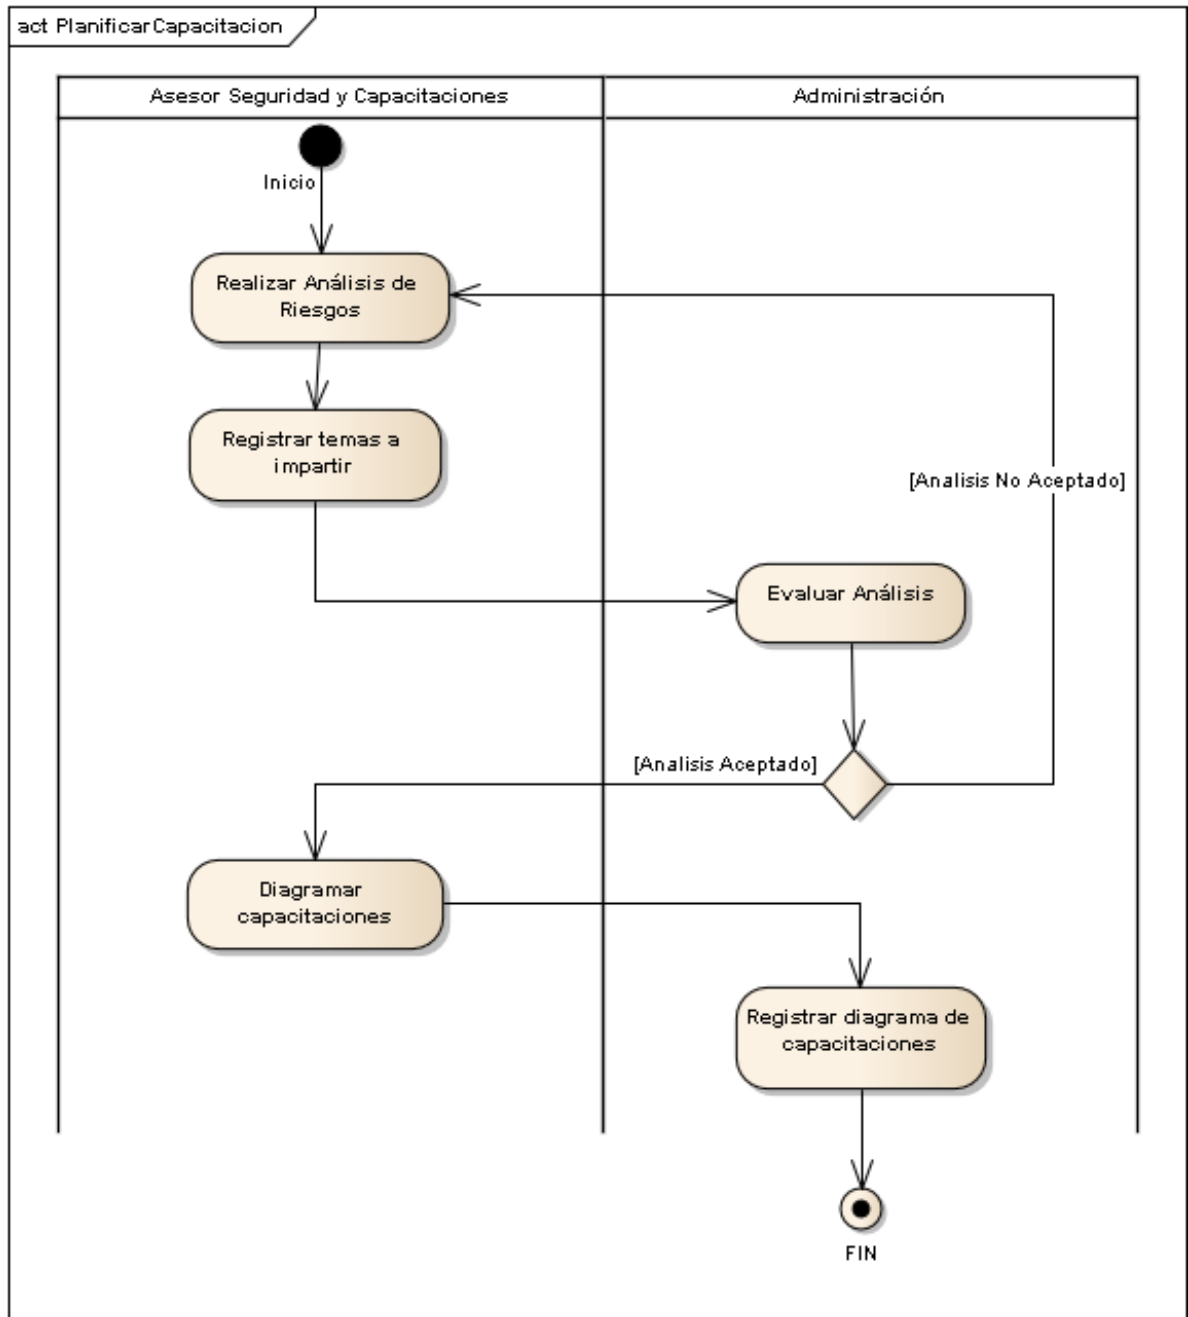 act PlanificarCapacitacion
Asesor Seguridad y Capacitaciones
Administración
Inicio
Realizar Análisis de
Riesgos
Registrar temas a
impartir
[Analisis No Aceptado]
Evaluar Análisis
[Analisis Aceptado]
Diagramar
capacitaciones
Registrar diagrama de
capacitaciones
FIN